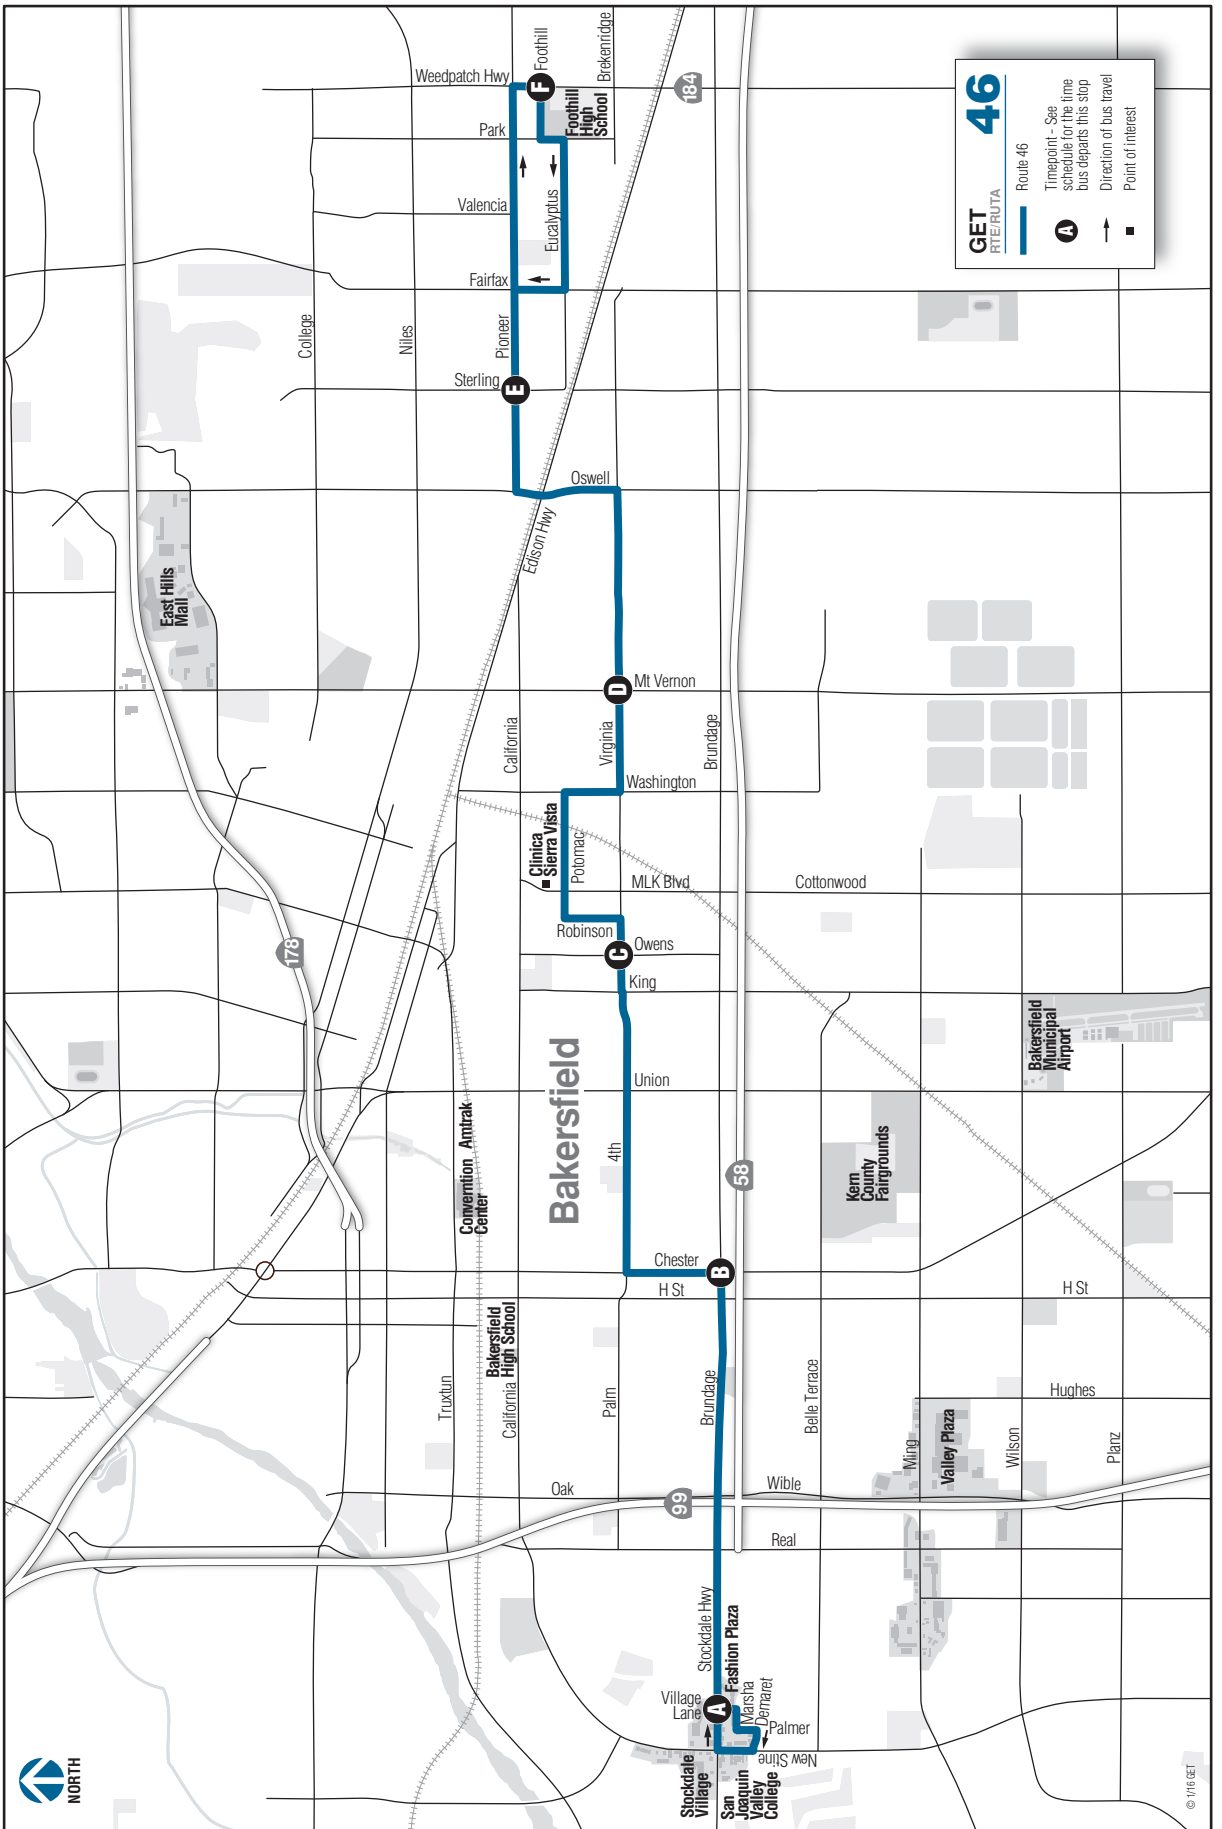 GET 46
RTE/RUTA
Route 46
A
Timepoint - See
schedule for the time
bus departs this stop
Direction of bus travel
Point of interest
NORTH
Weedpatch Hwy
F
Foothill
Brekenridge
184
Foothill
High
School
Park
Valencia
Eucalyptus
Fairfax
College
Niles
Pioneer
Sterling
E
Oswell
Edison Hwy
East Hills
Mall
D
Mt Vernon
California
Virginia
Brundage
Washington
Clinica
Sierra Vista
Potomac
MLK Blvd
Cottonwood
Robinson
C
Owens
King
178
Bakersfield
Bakersfield
Municipal
Airport
Union
Amtrak
Converntion
Center
4th
58
Kern
County
Fairgrounds
Chester
B
H St
H St
Bakersfield
High School
Truxtun
California
Palm
Brundage
Belle Terrace
Hughes
Ming
Valley Plaza
Wilson
Planz
Oak
99
Wible
Real
Stockdale Hwy
Fashion Plaza
Village
Lane
A
Marsha
Demaret
Palmer
New Stine
Stockdale
Village
San
Joaquin
Valley
College
© 1/16 GET